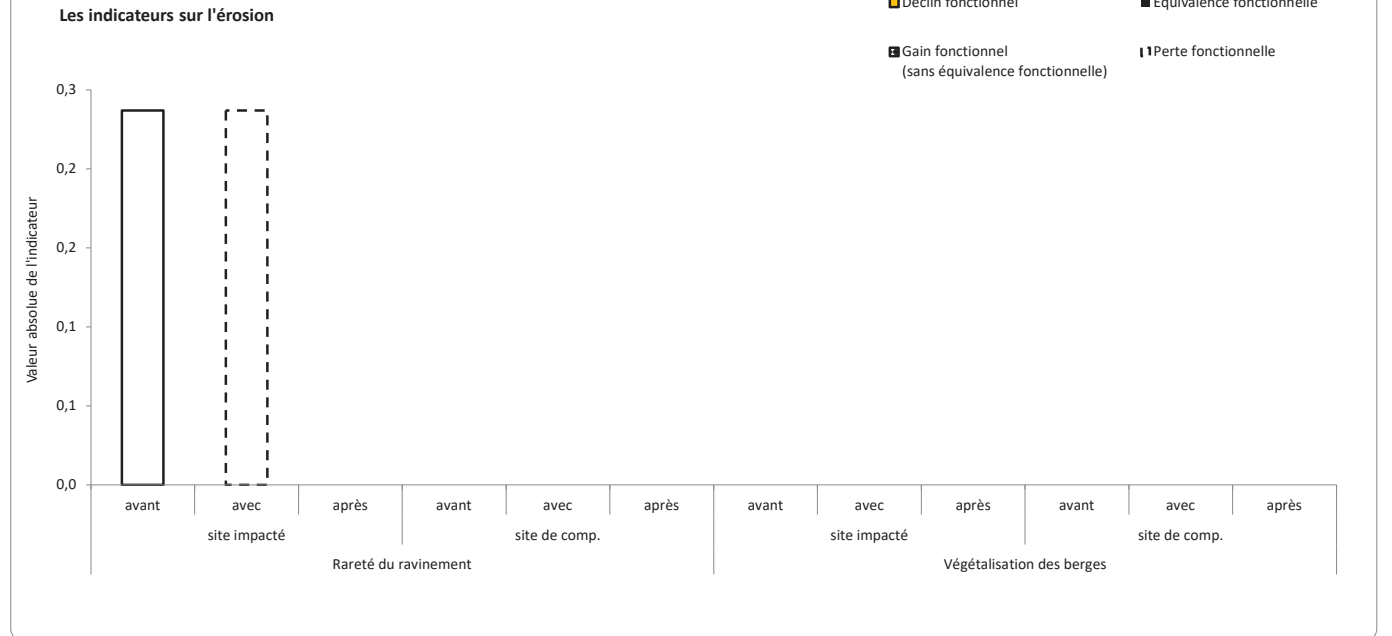 Les indicateurs sur l'érosion
Déclin fonctionnel
Equivalence fonctionnelle
Gain fonctionnel
(sans équivalence fonctionnelle)
Perte fonctionnelle
Valeur absolue de l'indicateur
0,3
0,2
0,2
0,1
0,1
0,0
avant avec après avant avec après avant avec après avant avec après
site impacté site de comp. site impacté site de comp.
Rareté du ravinement Végétalisation des berges